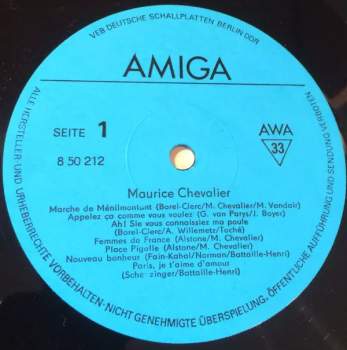 VEB DEUTSCHE SCHALLPLATTEN BERLIN DDR
AMIGA
SEITE 1
8 50 212
AWA
33
Maurice Chevalier
Marche de Ménilmontunt (Borel-Clerc/M. Chevalier/M. Vandair)
Appelez ça comme vous voulez (G. van Parys/J. Boyer)
Ah! Sie vous connaissiez ma poule
(Borel-Clerc/A. Willemetz/Toché)
Femmes de France (Alstone/M. Chevalier)
Place Pigalle (Alstone/M. Chevalier)
Nouveau bonheur (Fain-Kahal/Norman/Battaille-Henri)
Paris, je t'aime d'amour
(Sche zinger/Battaille-Henri)
ALLE HERSTELLER- UND URHEBERRECHTE VORBEHALTEN · NICHT GENEHMIGTE ÜBERSPIELUNG, ÖFFENTLICHE AUFFÜHRUNG UND SENDUNG VERBOTEN